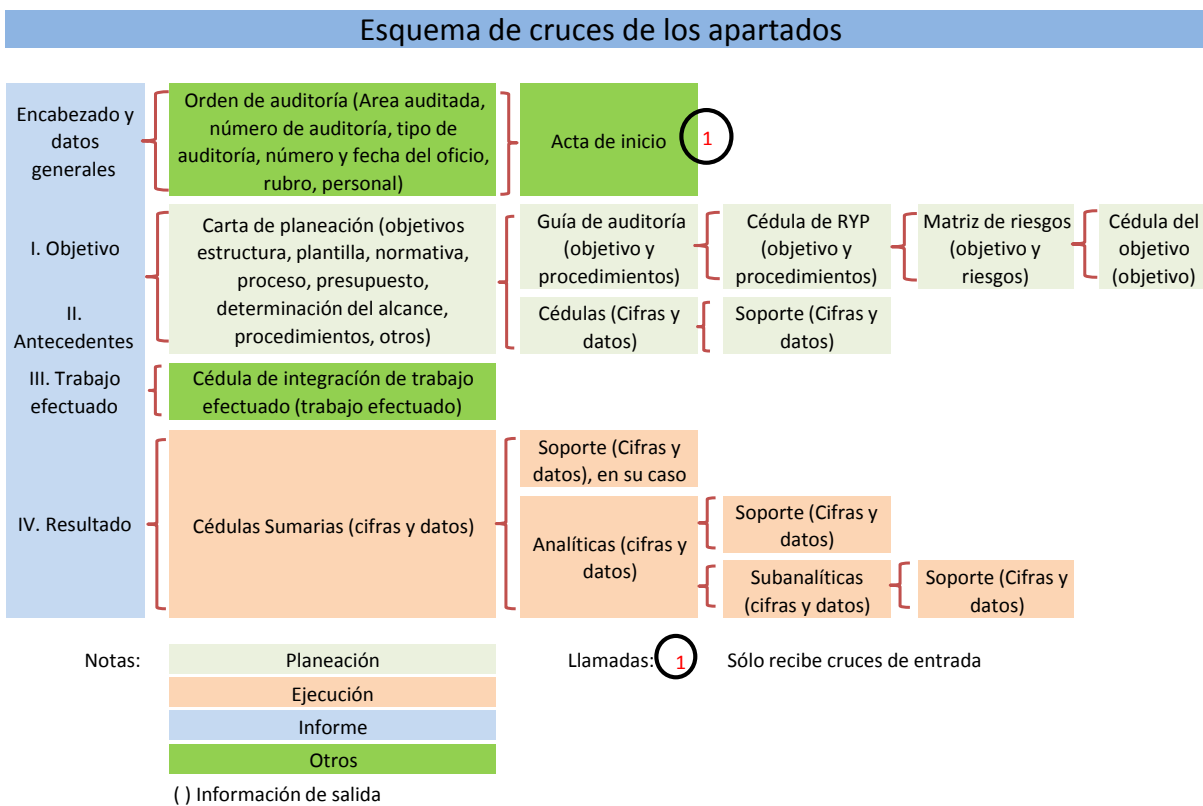 Esquema de cruces de los apartados
Encabezado y
datos
generales
Orden de auditoría (Area auditada,
número de auditoría, tipo de
auditoría, número y fecha del oficio,
rubro, personal)
Acta de inicio
1
I. Objetivo
II.
Antecedentes
Carta de planeación (objetivos
estructura, plantilla, normativa,
proceso, presupuesto,
determinación del alcance,
procedimientos, otros)
Guía de auditoría
(objetivo y
procedimientos)
Cédula de RYP
(objetivo y
procedimientos)
Matriz de riesgos
(objetivo y
riesgos)
Cédula del
objetivo
(objetivo)
Cédulas (Cifras y
datos)
Soporte (Cifras y
datos)
III. Trabajo
efectuado
Cédula de integracíón de trabajo
efectuado (trabajo efectuado)
IV. Resultado
Cédulas Sumarias (cifras y datos)
Soporte (Cifras y
datos), en su caso
Analíticas (cifras y
datos)
Soporte (Cifras y
datos)
Subanalíticas
(cifras y datos)
Soporte (Cifras y
datos)
Notas:
Planeación
Ejecución
Informe
Otros
( ) Información de salida
Llamadas:
1
Sólo recibe cruces de entrada